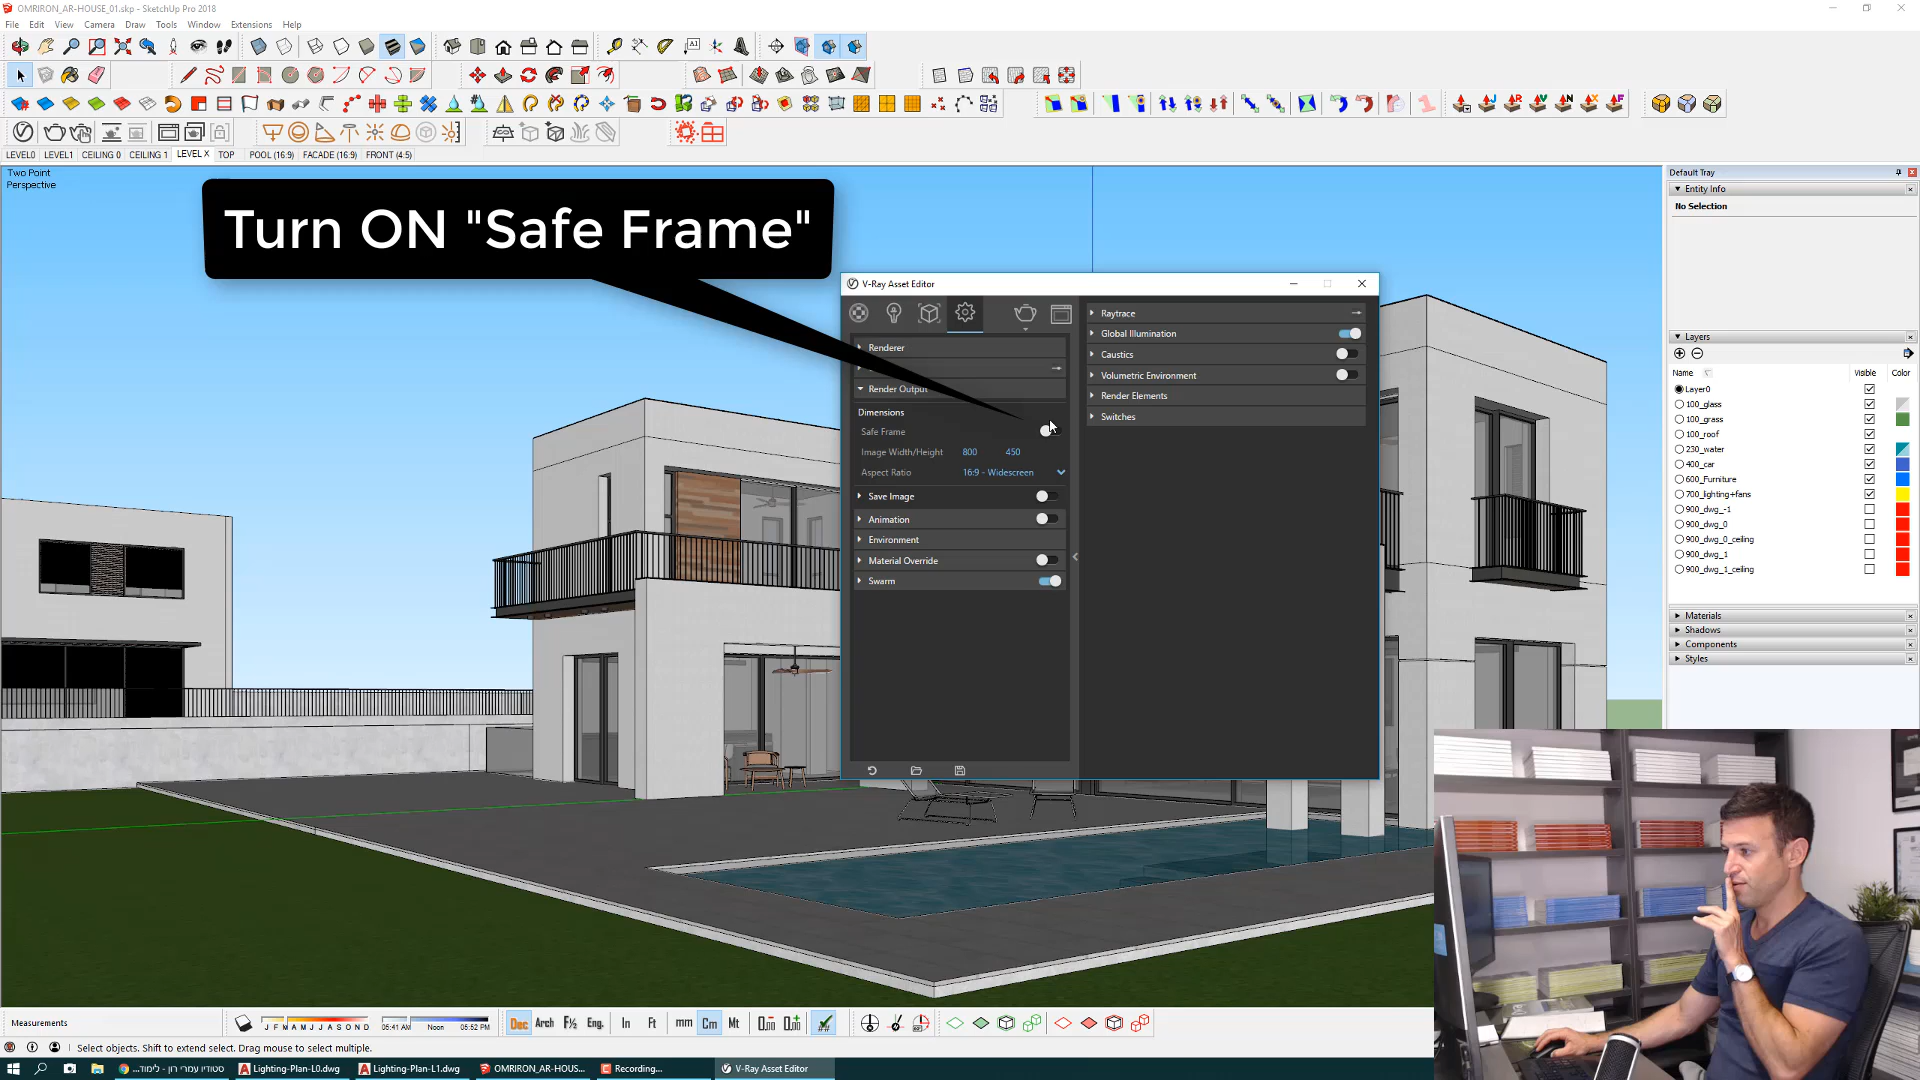 OMRIRON_AR-HOUSE_01.skp - SketchUp Pro 2018
File Edit View Camera Draw Tools Window Extensions Help
LEVEL0 LEVEL1 CEILING 0 CEILING 1 LEVEL X TOP POOL (16:9) FACADE (16:9) FRONT (4:5)
Two Point
Perspective
Turn ON "Safe Frame"
V-Ray Asset Editor
Renderer
Render Output
Dimensions
Safe Frame
Image Width/Height 800 450
Aspect Ratio 16:9 - Widescreen
Save Image
Animation
Environment
Material Override
Swarm
Raytrace
Global Illumination
Caustics
Volumetric Environment
Render Elements
Switches
Default Tray
Entity Info
No Selection
Layers
Name Visible Color
Layer0
100_glass
100_grass
100_roof
230_water
400_car
600_Furniture
700_lighting+fans
900_dwg_-1
900_dwg_0
900_dwg_0_ceiling
900_dwg_1
900_dwg_1_ceiling
Materials
Shadows
Components
Styles
Measurements
J F M A M J J A S O N D
05:41 AM Noon 05:52 PM
Dec Arch F½ Eng. In Ft mm Cm Mt
Select objects. Shift to extend select. Drag mouse to select multiple.
סטודיו עמרי רון - לימוד...
Lighting-Plan-L0.dwg
Lighting-Plan-L1.dwg
OMRIRON_AR-HOUS...
Recording...
V-Ray Asset Editor